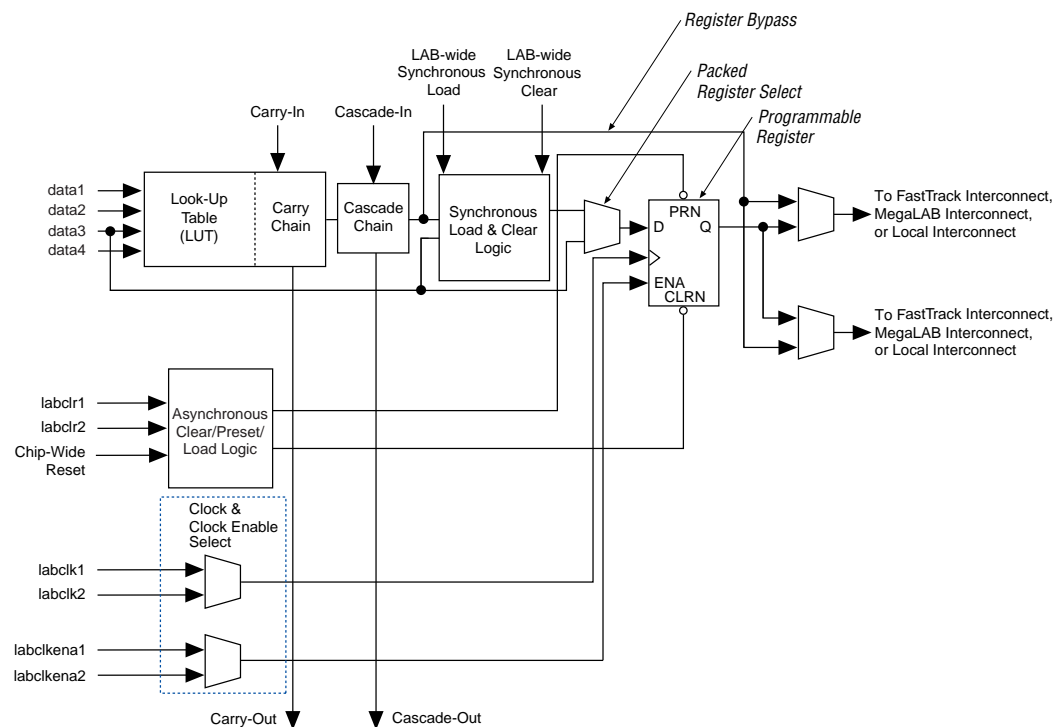 Register Bypass
LAB-wide
Synchronous
Load
LAB-wide
Synchronous
Clear
Packed
Register Select
Carry-In
Cascade-In
Programmable
Register
data1
data2
data3
data4
Look-Up
Table
(LUT)
Carry
Chain
Cascade
Chain
Synchronous
Load & Clear
Logic
PRN
D
Q
ENA
CLRN
To FastTrack Interconnect,
MegaLAB Interconnect,
or Local Interconnect
To FastTrack Interconnect,
MegaLAB Interconnect,
or Local Interconnect
labclr1
labclr2
Chip-Wide
Reset
Asynchronous
Clear/Preset/
Load Logic
Clock &
Clock Enable
Select
labclk1
labclk2
labclkena1
labclkena2
Carry-Out
Cascade-Out